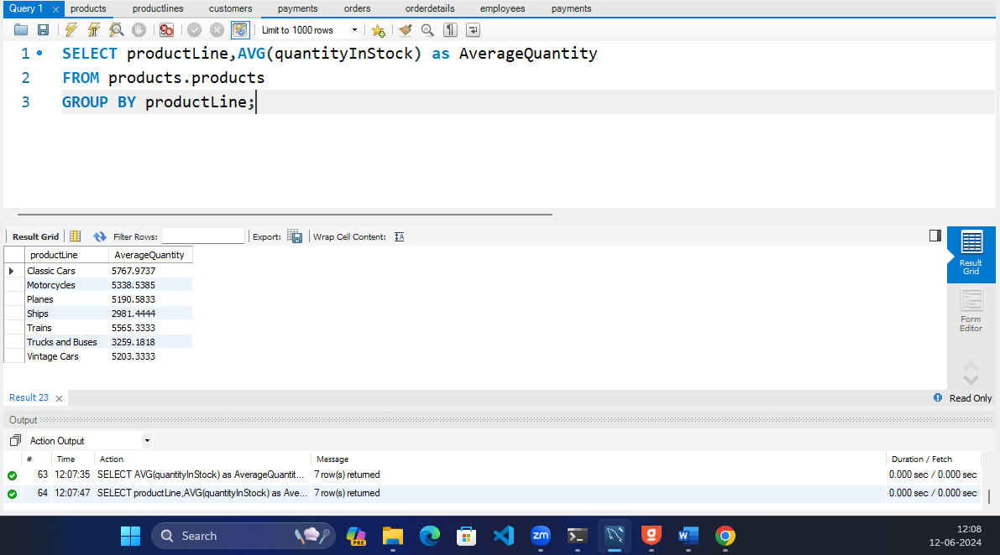 Query 1 products productlines customers payments orders orderdetails employees payments
Limit to 1000 rows
1 SELECT productLine,AVG(quantityInStock) as AverageQuantity
2 FROM products.products
3 GROUP BY productLine;
Result Grid Filter Rows: Export: Wrap Cell Content:
productLine AverageQuantity
Classic Cars 5767.9737
Motorcycles 5338.5385
Planes 5190.5833
Ships 2981.4444
Trains 5565.3333
Trucks and Buses 3259.1818
Vintage Cars 5203.3333
Result
Grid
Form
Editor
Result 23 Read Only
Output
Action Output
# Time Action Message Duration / Fetch
63 12:07:35 SELECT AVG(quantityInStock) as AverageQuantit... 7 row(s) returned 0.000 sec / 0.000 sec
64 12:07:47 SELECT productLine,AVG(quantityInStock) as Ave... 7 row(s) returned 0.000 sec / 0.000 sec
Search PRE zm g W 12:08
12-06-2024